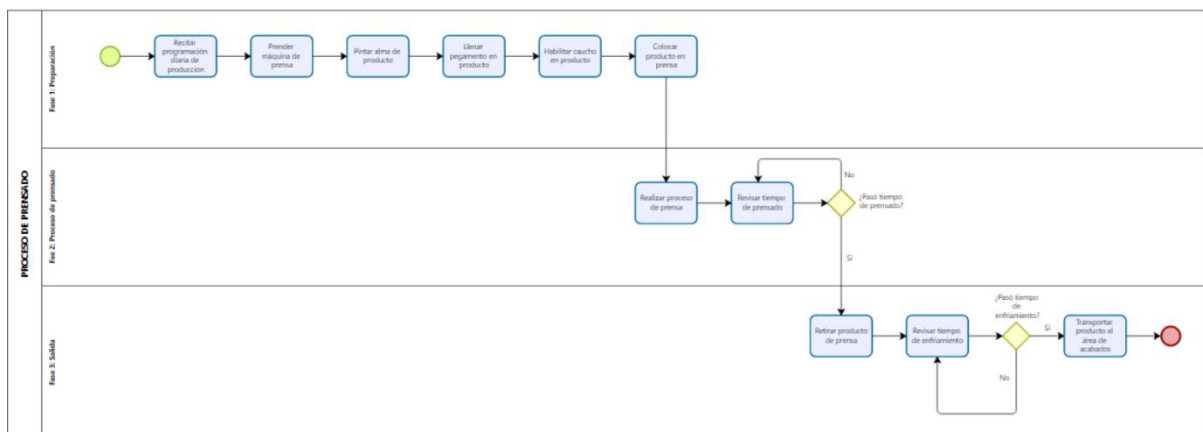 PROCESO DE PRENSADO
Fase 1: Preparación
Recibir
programación
diaria de
producción
Prender
máquina de
prensa
Pintar alma de
producto
Llenar
pegamento en
producto
Habilitar caucho
en producto
Colocar
producto en
prensa
Fae 2: Proceso de prensado
Realizar proceso
de prensa
Revisar tiempo
de prensado
No
¿Pasó tiempo
de prensado?
Si
Fase 3: Salida
Retirar producto
de prensa
Revisar tiempo
de enfriamiento
¿Pasó tiempo
de
enfriamiento?
Si
No
Transportar
producto al
área de
acabados